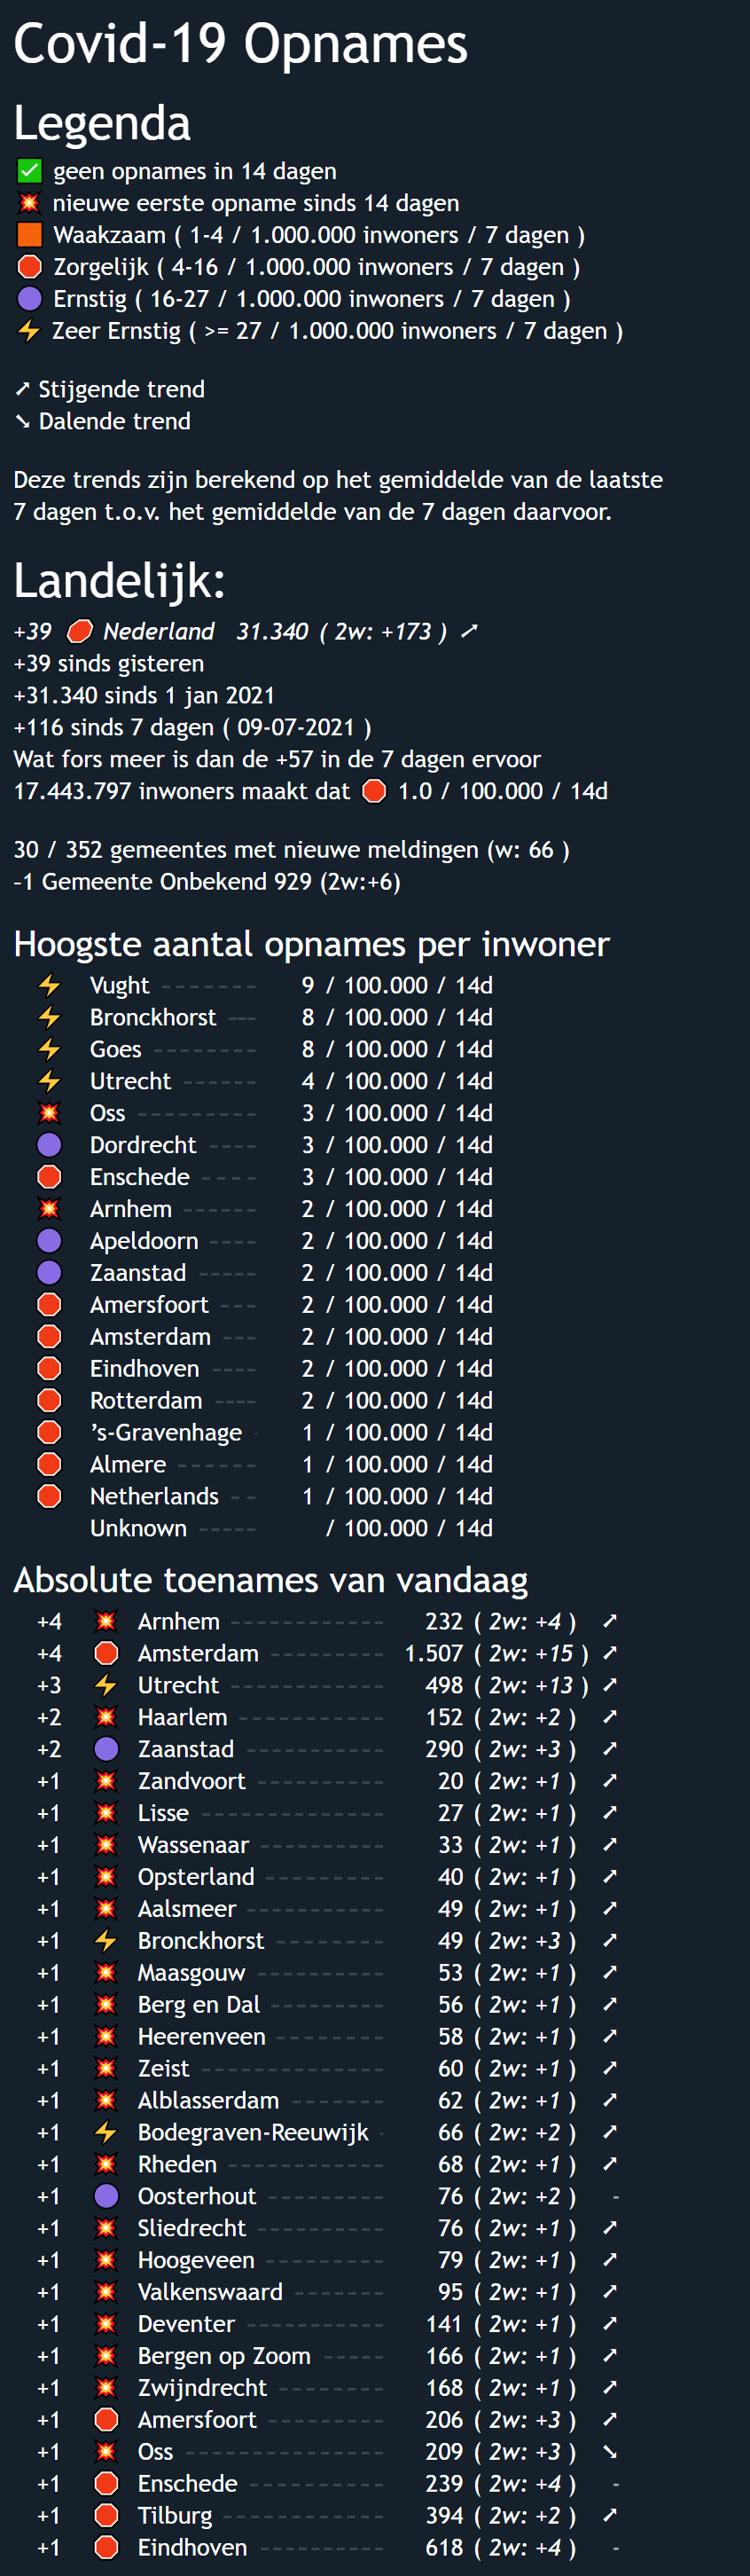 Covid-19 Opnames
Legenda
✅ geen opnames in 14 dagen
💥 nieuwe eerste opname sinds 14 dagen
🟧 Waakzaam ( 1-4 / 1.000.000 inwoners / 7 dagen )
🛑 Zorgelijk ( 4-16 / 1.000.000 inwoners / 7 dagen )
🟣 Ernstig ( 16-27 / 1.000.000 inwoners / 7 dagen )
⚡ Zeer Ernstig ( >= 27 / 1.000.000 inwoners / 7 dagen )
➚ Stijgende trend
➘ Dalende trend
Deze trends zijn berekend op het gemiddelde van de laatste
7 dagen t.o.v. het gemiddelde van de 7 dagen daarvoor.
Landelijk:
+39 🛑 Nederland 31.340 ( 2w: +173 ) ➚
+39 sinds gisteren
+31.340 sinds 1 jan 2021
+116 sinds 7 dagen ( 09-07-2021 )
Wat fors meer is dan de +57 in de 7 dagen ervoor
17.443.797 inwoners maakt dat 🛑 1.0 / 100.000 / 14d
30 / 352 gemeentes met nieuwe meldingen (w: 66 )
-1 Gemeente Onbekend 929 (2w:+6)
Hoogste aantal opnames per inwoner
⚡ Vught ------- 9 / 100.000 / 14d
⚡ Bronckhorst --- 8 / 100.000 / 14d
⚡ Goes -------- 8 / 100.000 / 14d
⚡ Utrecht ----- 4 / 100.000 / 14d
💥 Oss --------- 3 / 100.000 / 14d
🟣 Dordrecht ---- 3 / 100.000 / 14d
🛑 Enschede ----- 3 / 100.000 / 14d
💥 Arnhem ------ 2 / 100.000 / 14d
🟣 Apeldoorn ---- 2 / 100.000 / 14d
🟣 Zaanstad ----- 2 / 100.000 / 14d
🛑 Amersfoort --- 2 / 100.000 / 14d
🛑 Amsterdam --- 2 / 100.000 / 14d
🛑 Eindhoven ---- 2 / 100.000 / 14d
🛑 Rotterdam ---- 2 / 100.000 / 14d
🛑 's-Gravenhage - 1 / 100.000 / 14d
🛑 Almere ------ 1 / 100.000 / 14d
🛑 Netherlands -- 1 / 100.000 / 14d
Unknown ----- / 100.000 / 14d
Absolute toenames van vandaag
+4 💥 Arnhem ------------- 232 ( 2w: +4 ) ➚
+4 🛑 Amsterdam ---------- 1.507 ( 2w: +15 ) ➚
+3 ⚡ Utrecht ------------- 498 ( 2w: +13 ) ➚
+2 💥 Haarlem ------------ 152 ( 2w: +2 ) ➚
+2 🟣 Zaanstad ----------- 290 ( 2w: +3 ) ➚
+1 💥 Zandvoort ---------- 20 ( 2w: +1 ) ➚
+1 💥 Lisse --------------- 27 ( 2w: +1 ) ➚
+1 💥 Wassenaar ---------- 33 ( 2w: +1 ) ➚
+1 💥 Opsterland ---------- 40 ( 2w: +1 ) ➚
+1 💥 Aalsmeer ----------- 49 ( 2w: +1 ) ➚
+1 ⚡ Bronckhorst --------- 49 ( 2w: +3 ) ➚
+1 💥 Maasgouw ---------- 53 ( 2w: +1 ) ➚
+1 💥 Berg en Dal --------- 56 ( 2w: +1 ) ➚
+1 💥 Heerenveen --------- 58 ( 2w: +1 ) ➚
+1 💥 Zeist --------------- 60 ( 2w: +1 ) ➚
+1 💥 Alblasserdam ------- 62 ( 2w: +1 ) ➚
+1 ⚡ Bodegraven-Reeuwijk - 66 ( 2w: +2 ) ➚
+1 💥 Rheden ------------- 68 ( 2w: +1 ) ➚
+1 🟣 Oosterhout ---------- 76 ( 2w: +2 ) -
+1 💥 Sliedrecht ---------- 76 ( 2w: +1 ) ➚
+1 💥 Hoogeveen ---------- 79 ( 2w: +1 ) ➚
+1 💥 Valkenswaard ------- 95 ( 2w: +1 ) ➚
+1 💥 Deventer ----------- 141 ( 2w: +1 ) ➚
+1 💥 Bergen op Zoom ----- 166 ( 2w: +1 ) ➚
+1 💥 Zwijndrecht -------- 168 ( 2w: +1 ) ➚
+1 🛑 Amersfoort ---------- 206 ( 2w: +3 ) ➚
+1 💥 Oss ----------------- 209 ( 2w: +3 ) ➘
+1 🛑 Enschede ----------- 239 ( 2w: +4 ) -
+1 🛑 Tilburg ------------- 394 ( 2w: +2 ) ➚
+1 🛑 Eindhoven ---------- 618 ( 2w: +4 ) -